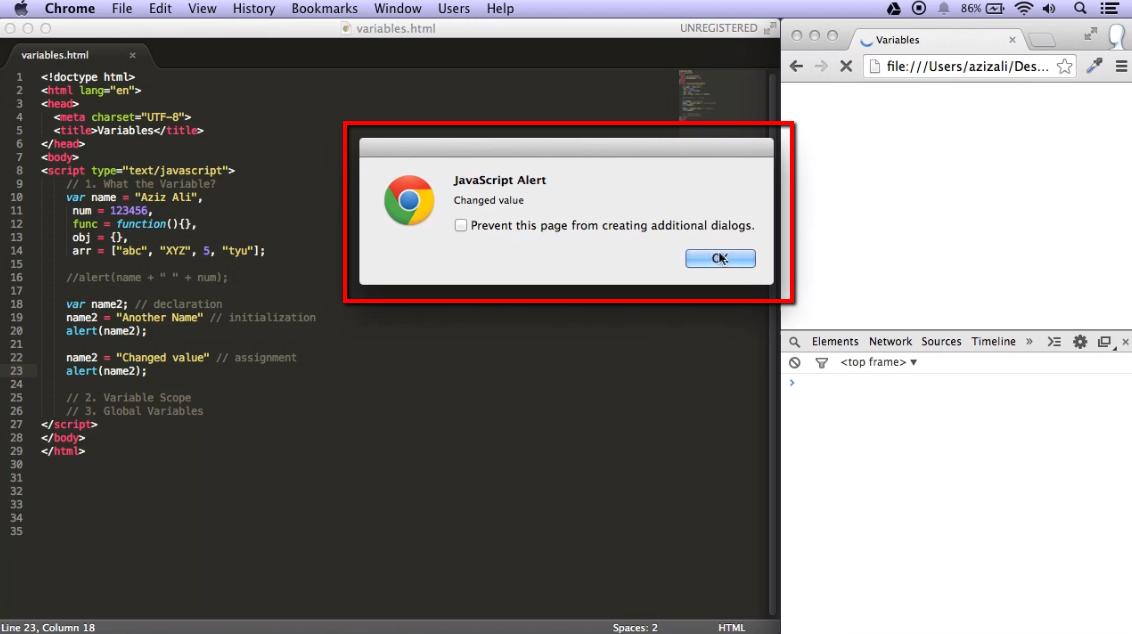 Chrome File Edit View History Bookmarks Window Users Help 86%
variables.html UNREGISTERED
variables.html ×
1 <!doctype html>
2 <html lang="en">
3 <head>
4 <meta charset="UTF-8">
5 <title>Variables</title>
6 </head>
7 <body>
8 <script type="text/javascript">
9 // 1. What the Variable?
10 var name = "Aziz Ali",
11 num = 123456,
12 func = function(){},
13 obj = {},
14 arr = ["abc", "XYZ", 5, "tyu"];
15
16 //alert(name + " " + num);
17
18 var name2; // declaration
19 name2 = "Another Name" // initialization
20 alert(name2);
21
22 name2 = "Changed value" // assignment
23 alert(name2);
24
25 // 2. Variable Scope
26 // 3. Global Variables
27 </script>
28 </body>
29 </html>
30
31
32
33
34
35
Line 23, Column 18 Spaces: 2 HTML
JavaScript Alert
Changed value
Prevent this page from creating additional dialogs.
OK
Variables ×
file:///Users/azizali/Des...
Elements Network Sources Timeline »
<top frame> ▼